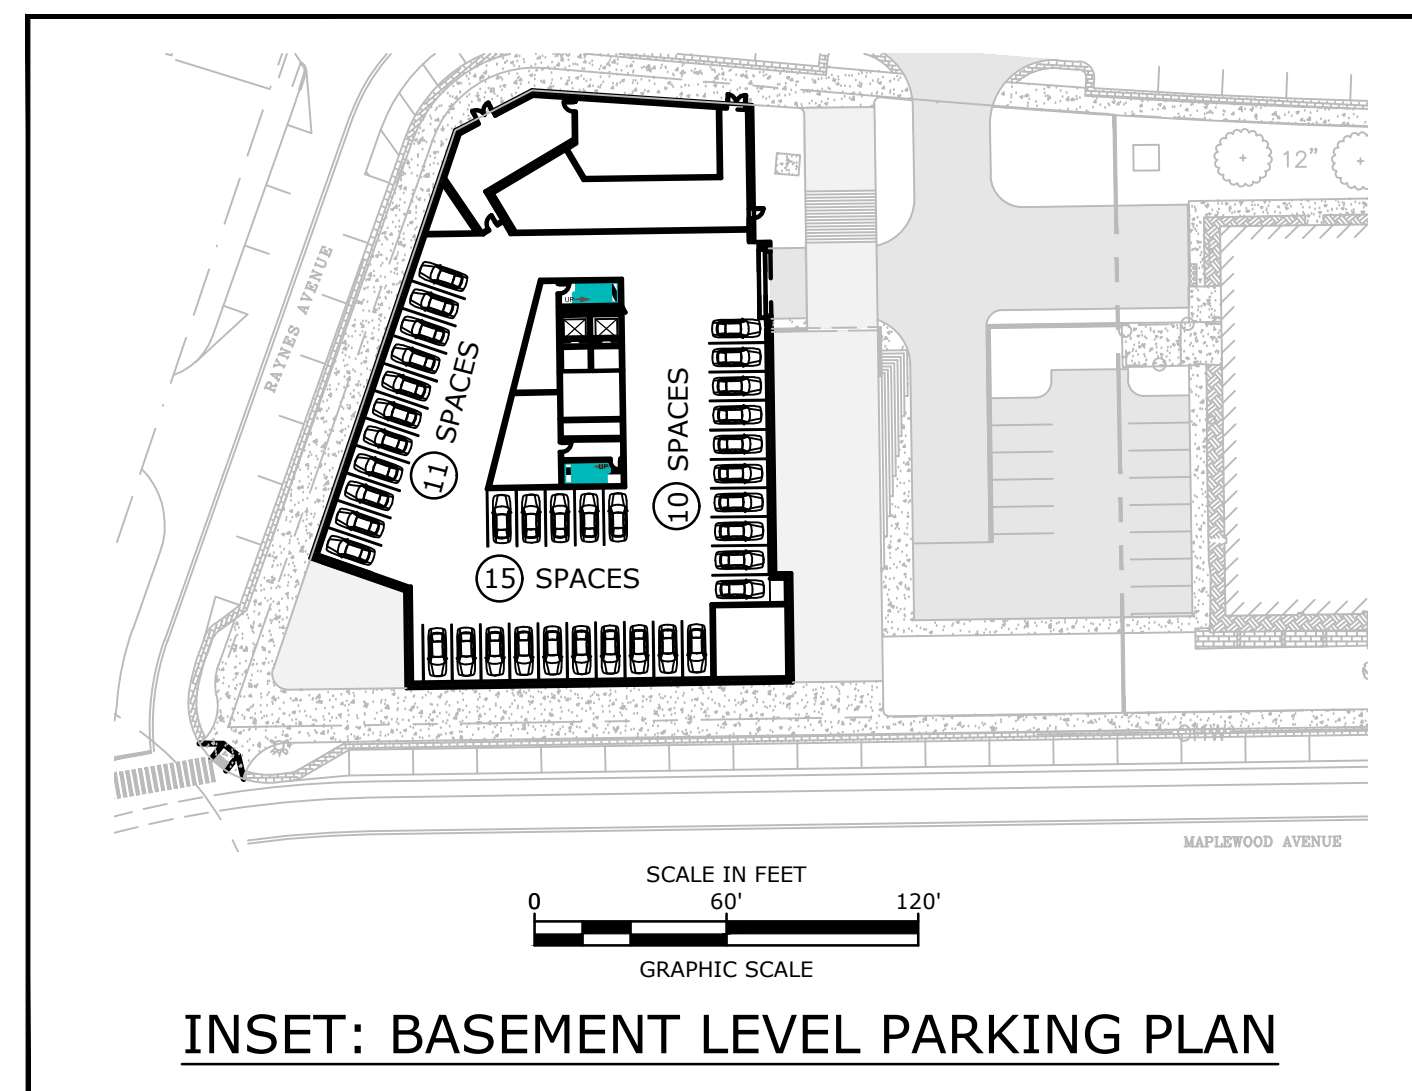 12"
RAYNES AVENUE
UP
11 SPACES
10 SPACES
UP
15 SPACES
OHW
MAPLEWOOD AVENUE
SCALE IN FEET
0 60' 120'
GRAPHIC SCALE
INSET: BASEMENT LEVEL PARKING PLAN